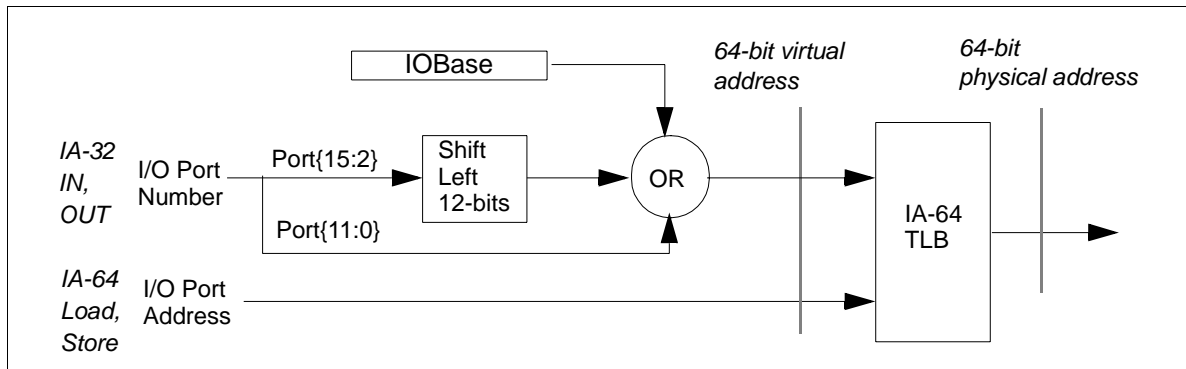 IOBase
64-bit virtual
address
64-bit
physical address
IA-32
IN,
OUT
I/O Port
Number
Port{15:2}
Shift
Left
12-bits
OR
Port{11:0}
IA-64
TLB
IA-64
Load,
Store
I/O Port
Address